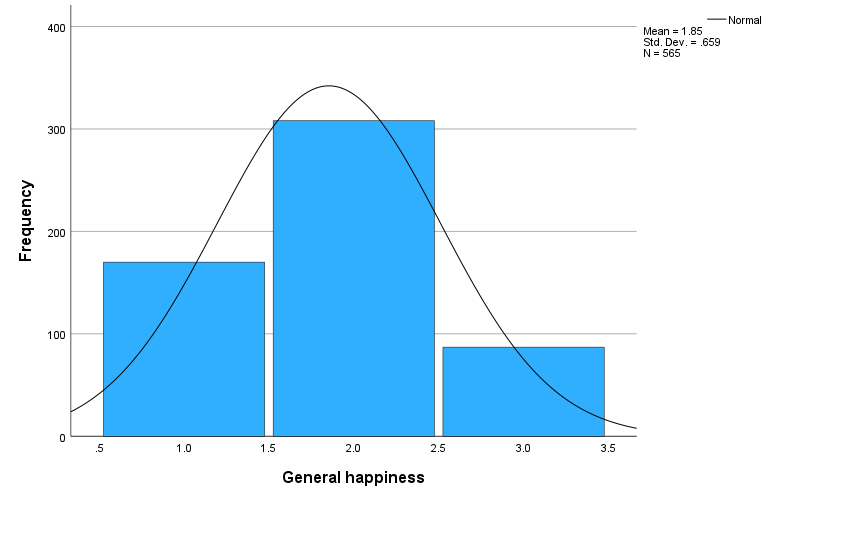 Normal
Mean = 1.85
Std. Dev. = .659
N = 565
400
300
200
100
0
Frequency
.5 1.0 1.5 2.0 2.5 3.0 3.5
General happiness